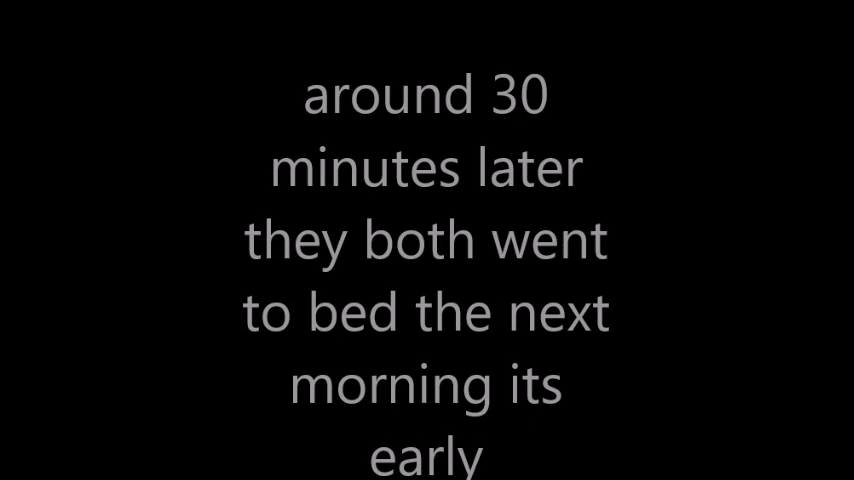 around 30
minutes later
they both went
to bed the next
morning its
early